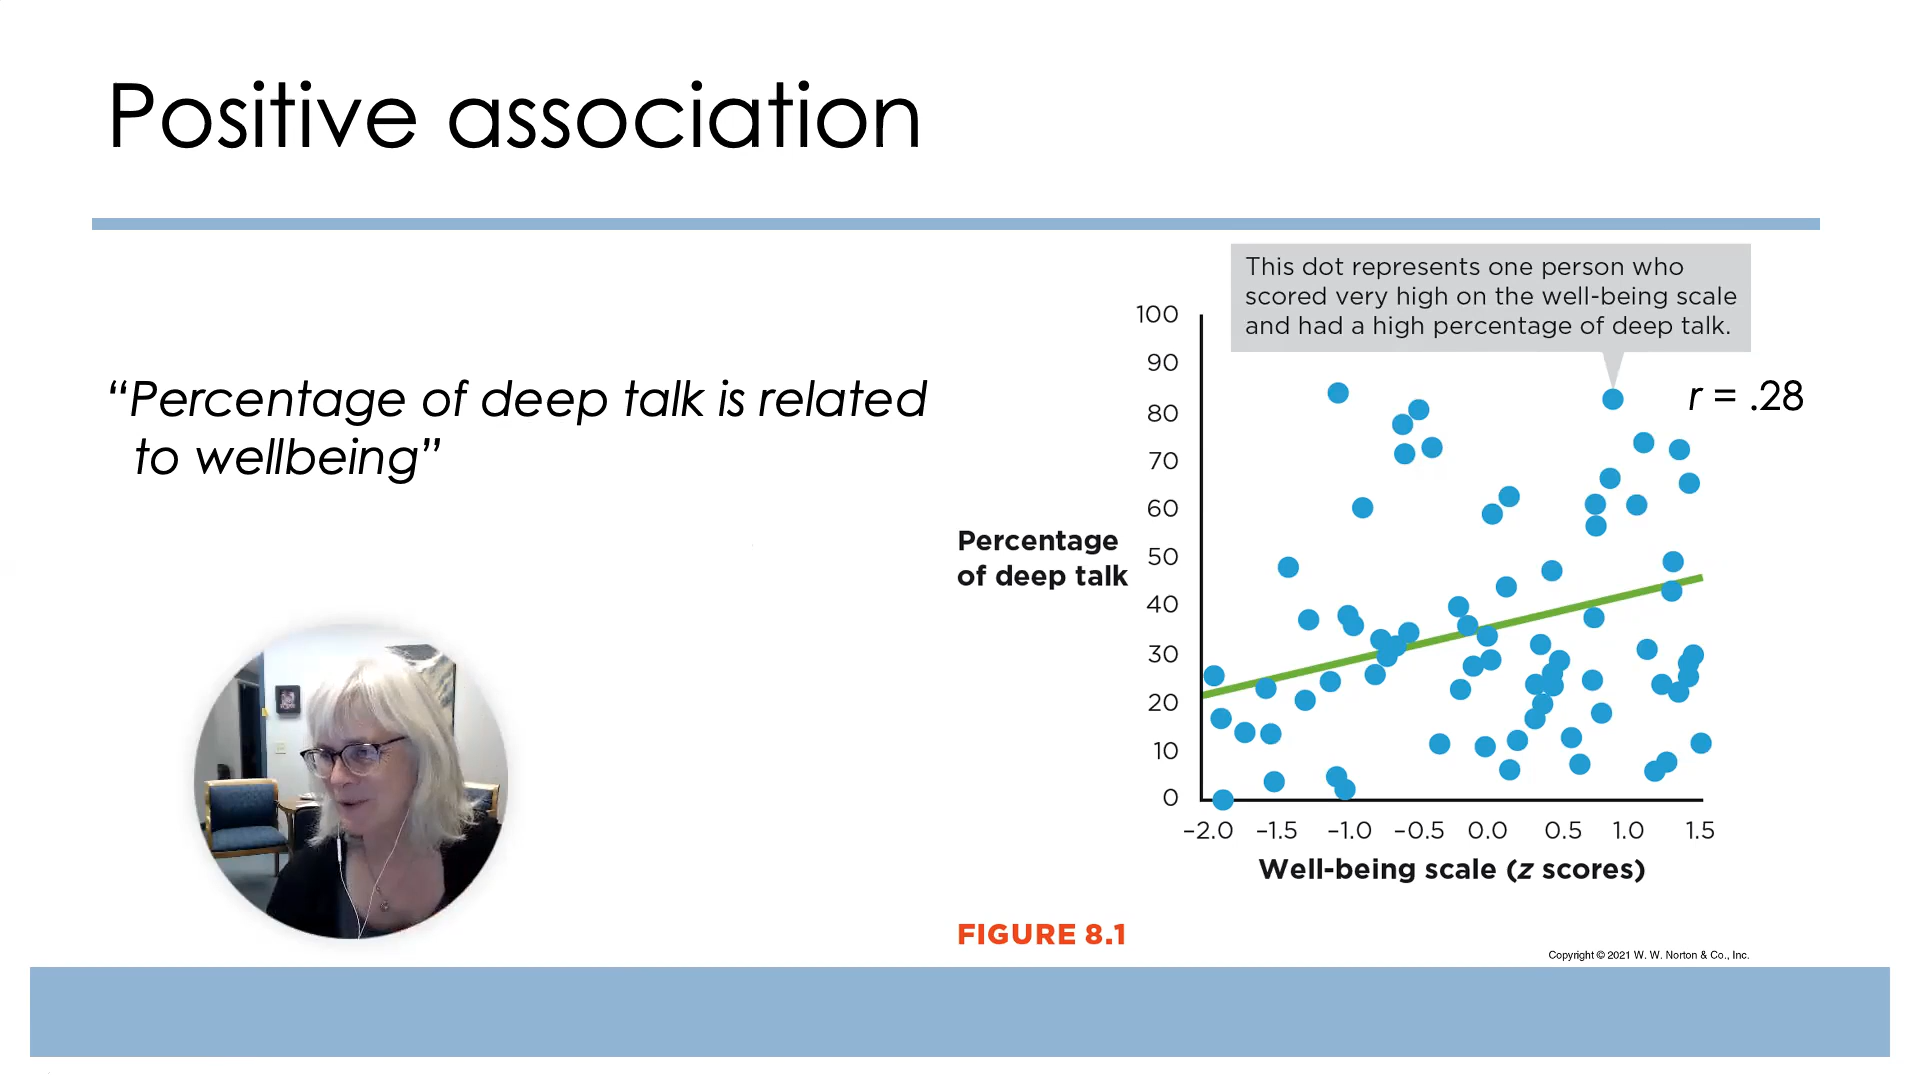 Positive association
“Percentage of deep talk is related
to wellbeing”
This dot represents one person who
scored very high on the well-being scale
and had a high percentage of deep talk.
r = .28
100
90
80
70
60
50
40
30
20
10
0
Percentage
of deep talk
–2.0 –1.5 –1.0 –0.5 0.0 0.5 1.0 1.5
Well-being scale (z scores)
FIGURE 8.1
Copyright © 2021 W. W. Norton & Co., Inc.